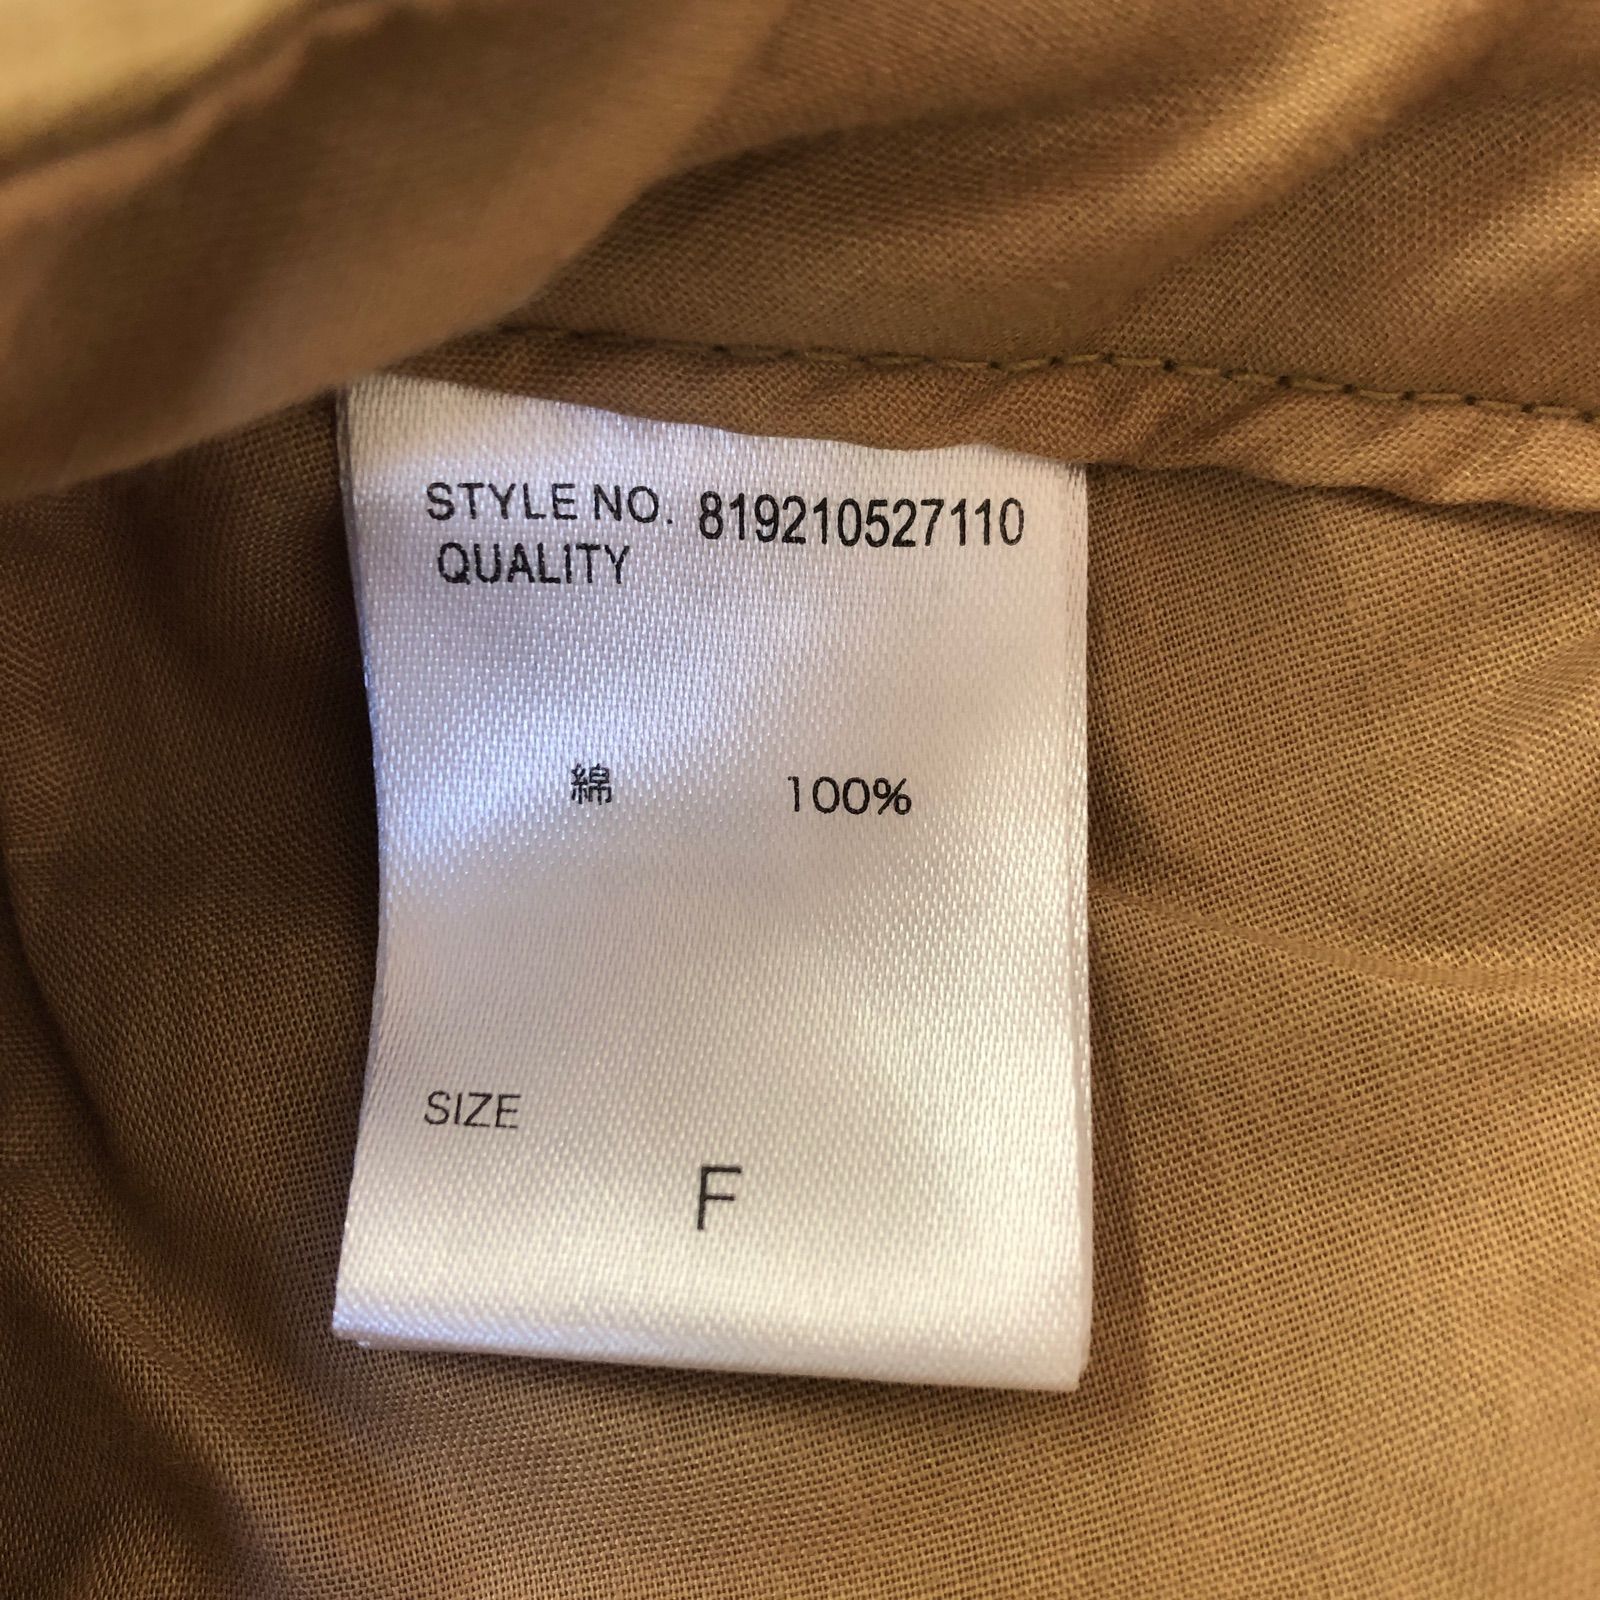 STYLE NO. 819210527110
QUALITY
綿 100%
SIZE
F